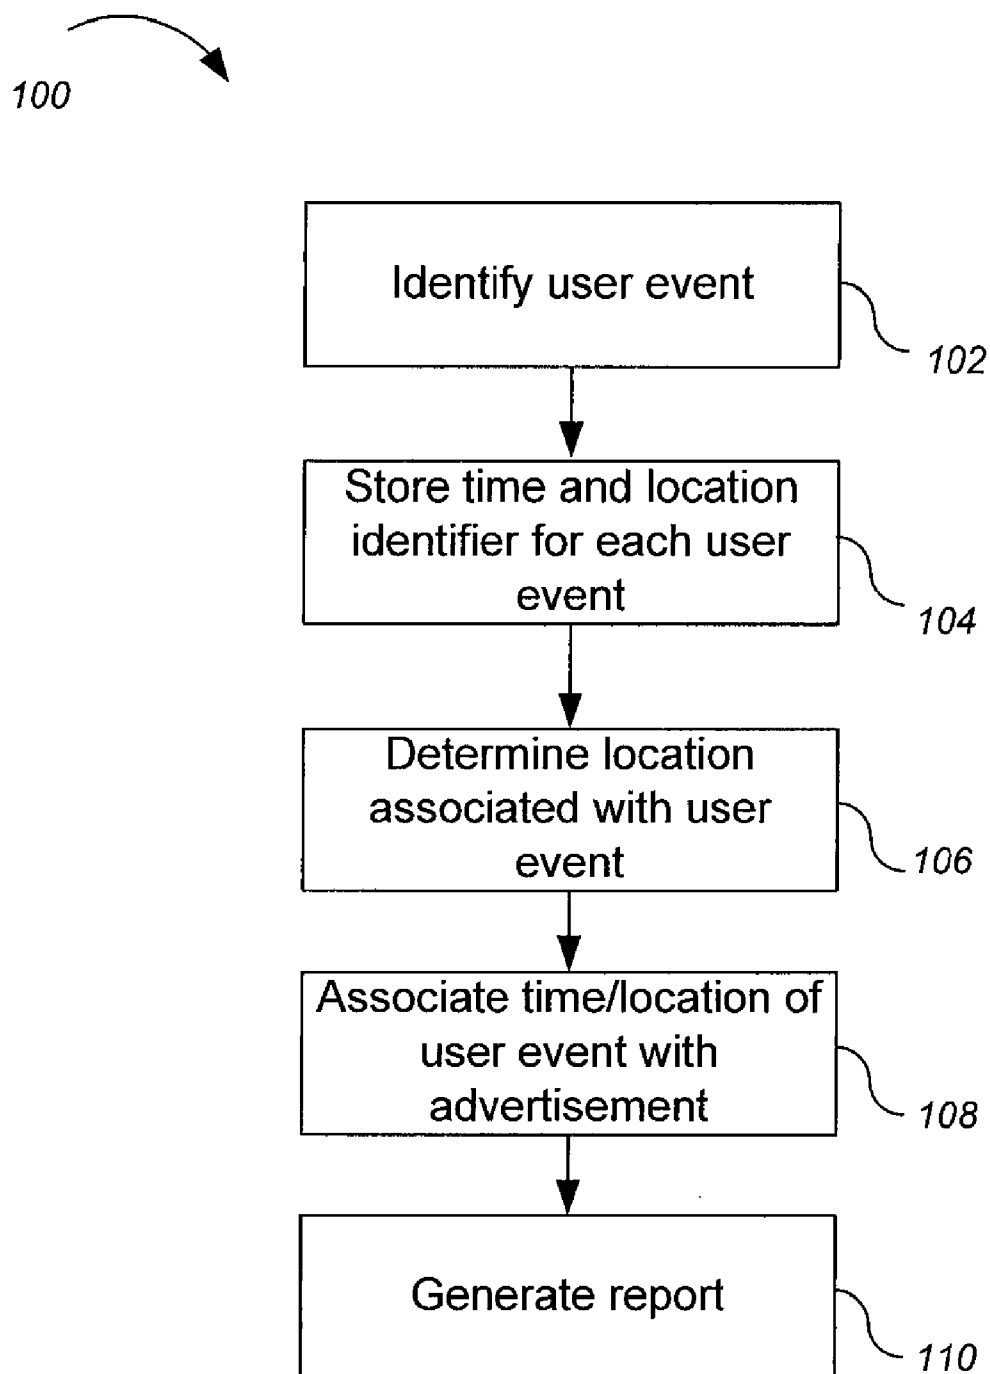 100
Identify user event
102
Store time and location
identifier for each user
event
104
Determine location
associated with user
event
106
Associate time/location of
user event with
advertisement
108
Generate report
110